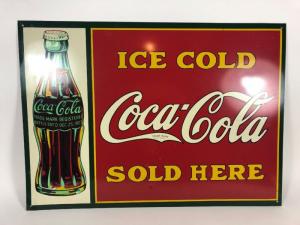 ICE COLD
Coca-Cola
SOLD HERE
Coca-Cola
TRADE MARK REGISTERED